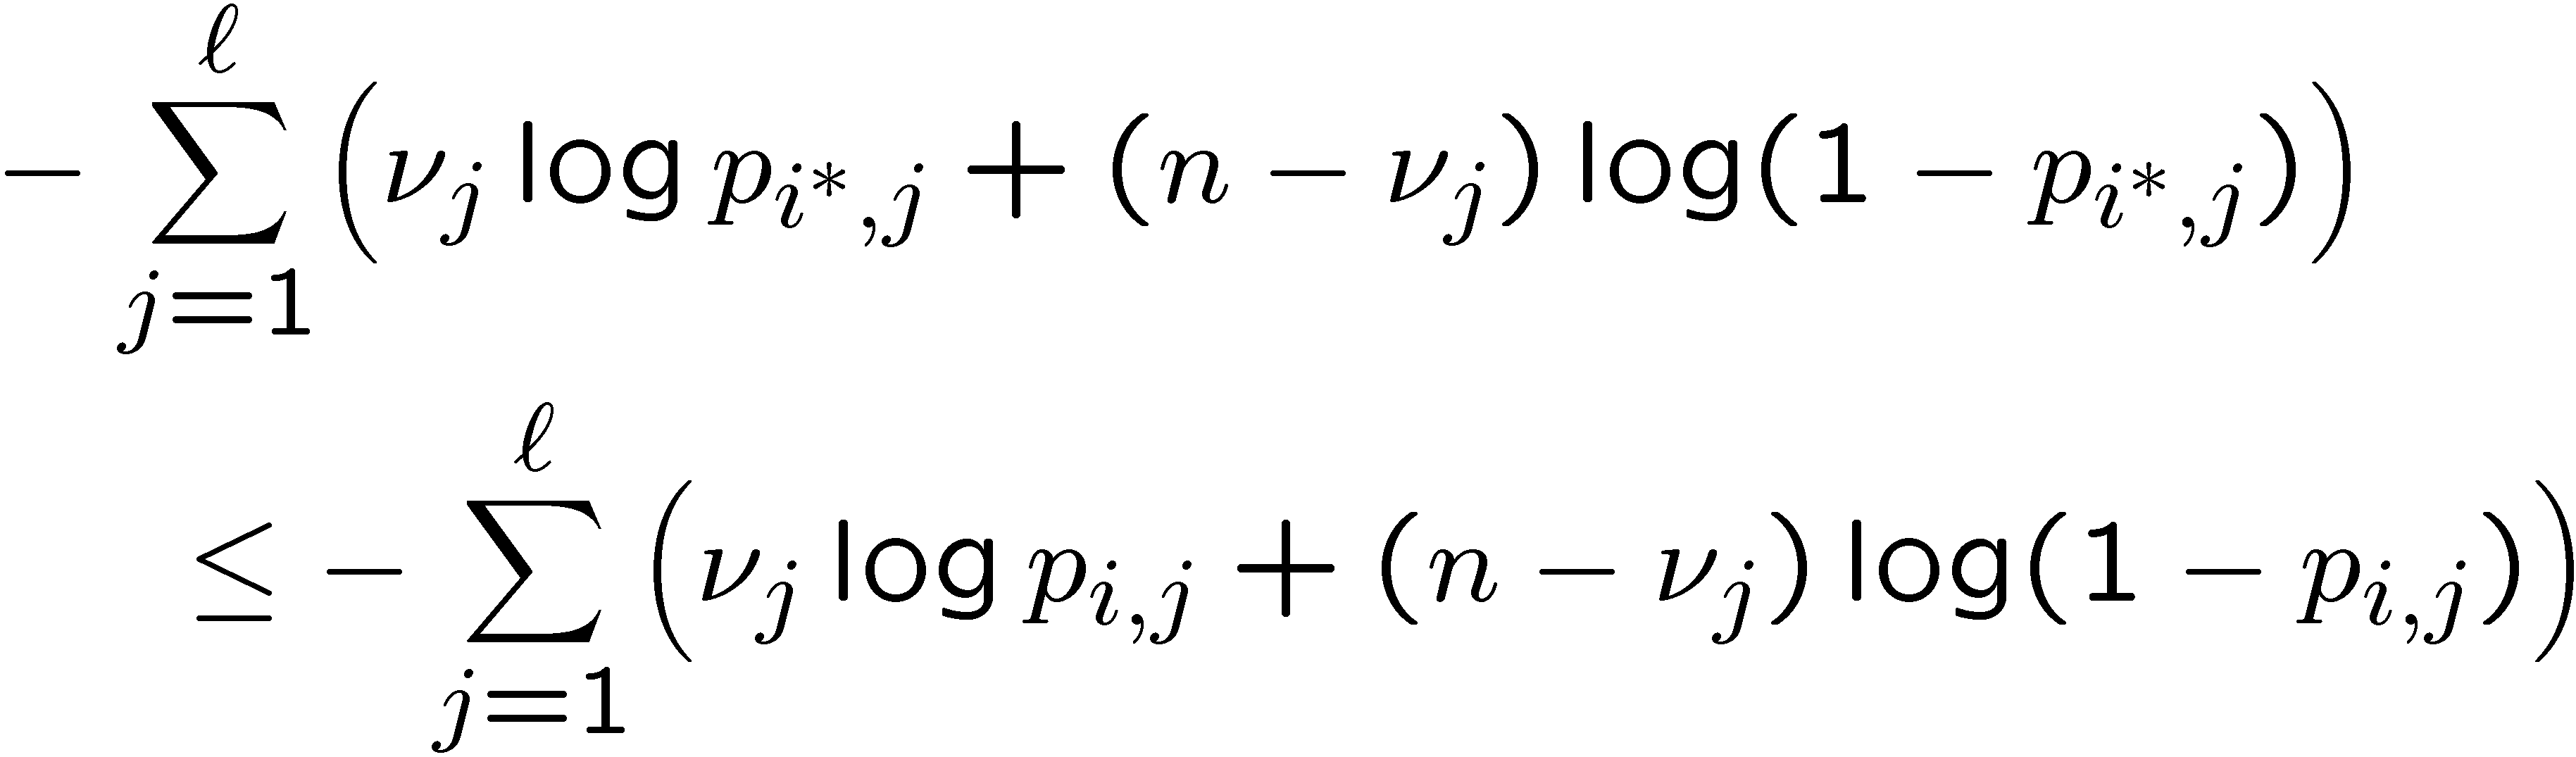 -\sum_{j=1}^{\ell} \Big( \nu_j \log p_{i^*,j} + (n - \nu_j) \log(1 - p_{i^*,j}) \Big)
\leq -\sum_{j=1}^{\ell} \Big( \nu_j \log p_{i,j} + (n - \nu_j) \log(1 - p_{i,j}) \Big)